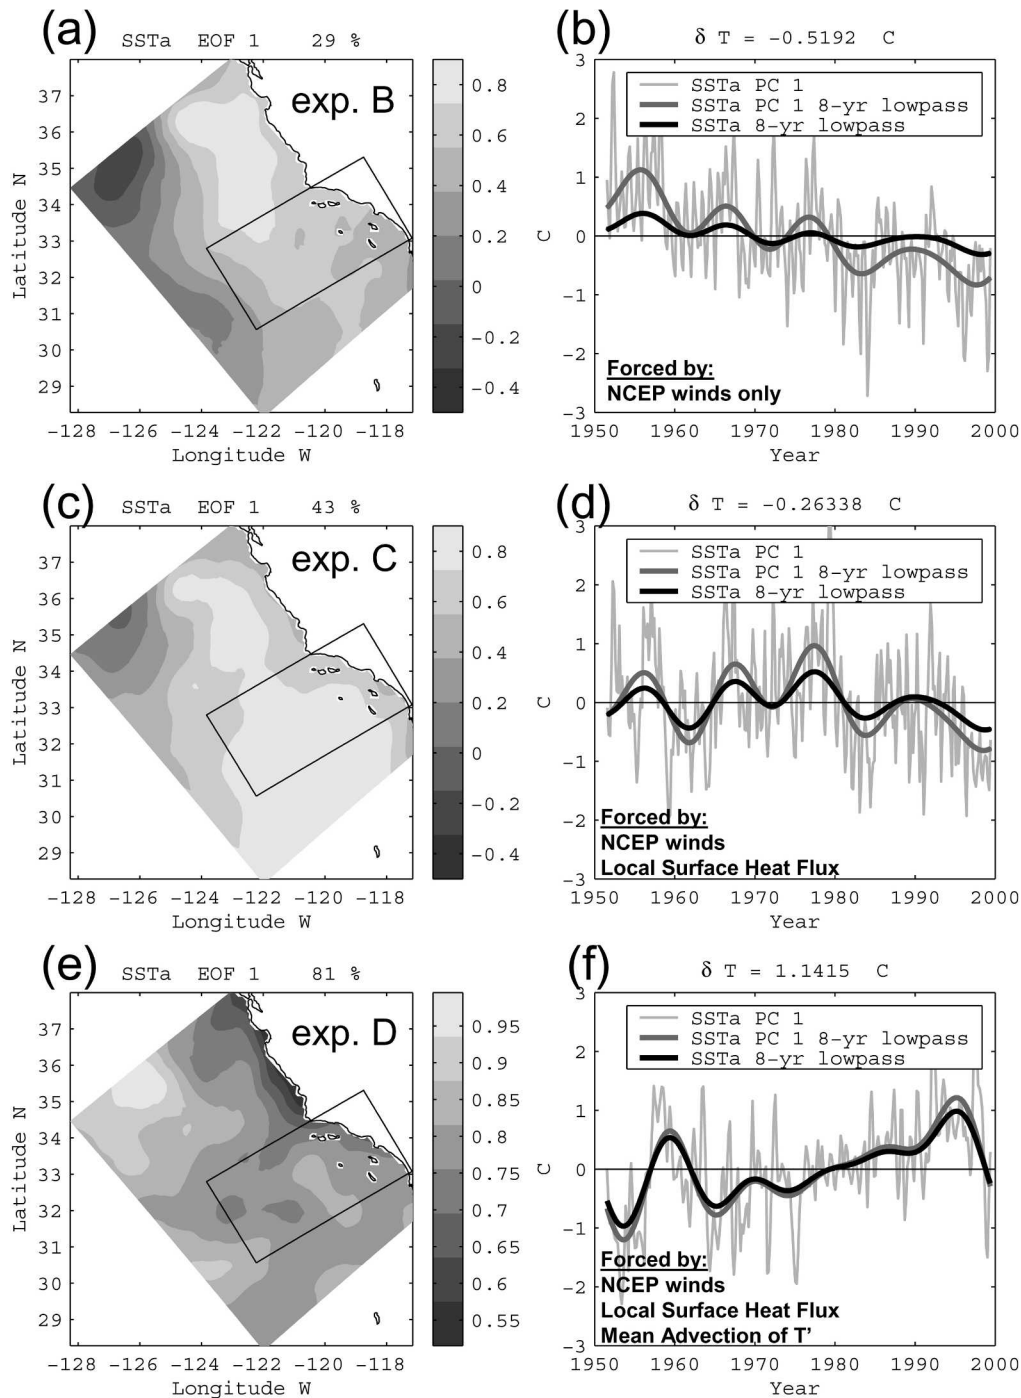 (a)
SSTa EOF 1 29 %
exp. B
37
36
35
34
33
32
31
30
29
Latitude N
-128 -126 -124 -122 -120 -118
Longitude W
0.8
0.6
0.4
0.2
0
-0.2
-0.4
(b)
δ T = -0.5192 C
SSTa PC 1
SSTa PC 1 8-yr lowpass
SSTa 8-yr lowpass
3
2
1
0
-1
-2
-3
C
Forced by:
NCEP winds only
1950 1960 1970 1980 1990 2000
Year
(c)
SSTa EOF 1 43 %
exp. C
37
36
35
34
33
32
31
30
29
Latitude N
-128 -126 -124 -122 -120 -118
Longitude W
0.8
0.6
0.4
0.2
0
-0.2
-0.4
(d)
δ T = -0.26338 C
SSTa PC 1
SSTa PC 1 8-yr lowpass
SSTa 8-yr lowpass
3
2
1
0
-1
-2
-3
C
Forced by:
NCEP winds
Local Surface Heat Flux
1950 1960 1970 1980 1990 2000
Year
(e)
SSTa EOF 1 81 %
exp. D
37
36
35
34
33
32
31
30
29
Latitude N
-128 -126 -124 -122 -120 -118
Longitude W
0.95
0.9
0.85
0.8
0.75
0.7
0.65
0.6
0.55
(f)
δ T = 1.1415 C
SSTa PC 1
SSTa PC 1 8-yr lowpass
SSTa 8-yr lowpass
3
2
1
0
-1
-2
-3
C
Forced by:
NCEP winds
Local Surface Heat Flux
Mean Advection of T'
1950 1960 1970 1980 1990 2000
Year